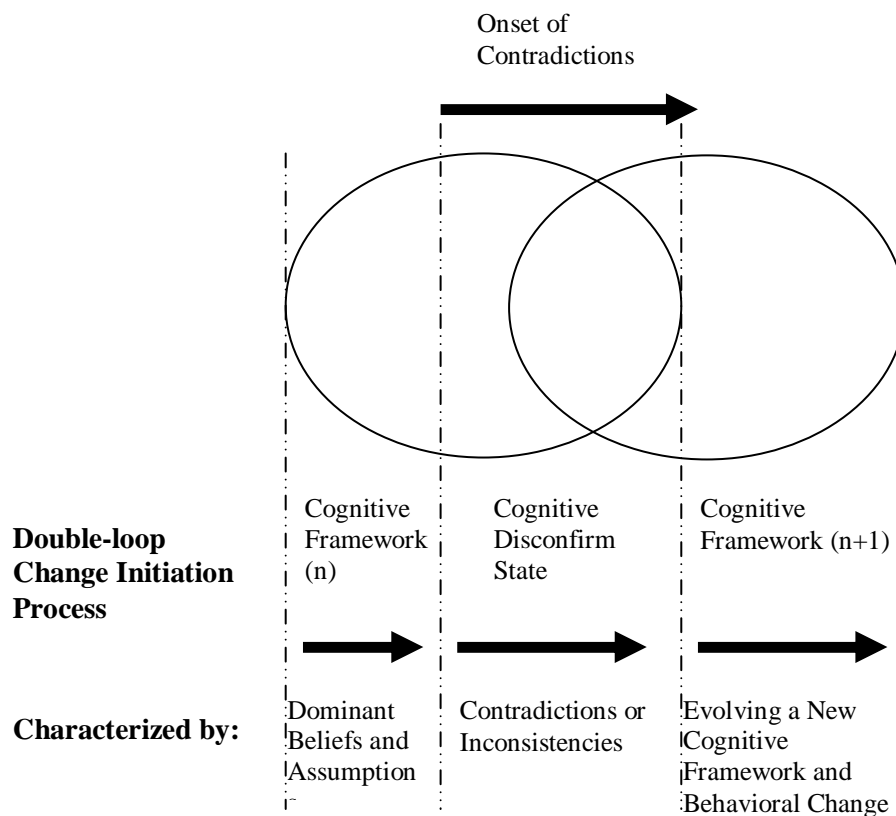 Onset of
Contradictions
Double-loop
Change Initiation
Process
Cognitive
Framework
(n)
Cognitive
Disconfirm
State
Cognitive
Framework (n+1)
Characterized by:
Dominant
Beliefs and
Assumption
Contradictions or
Inconsistencies
Evolving a New
Cognitive
Framework and
Behavioral Change